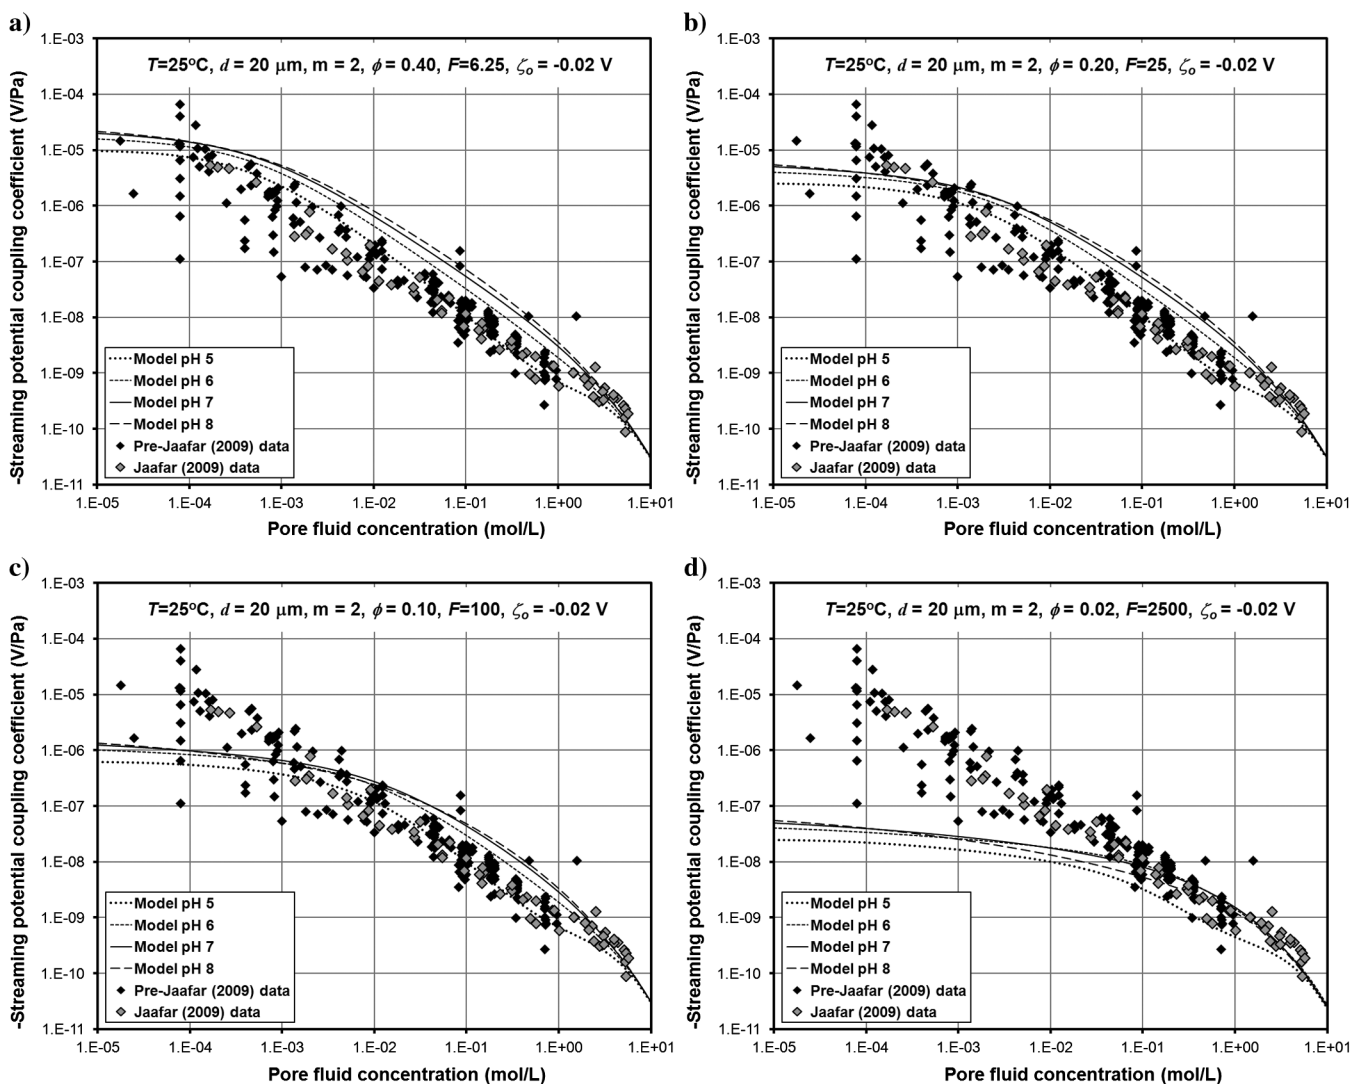 a)
T=25°C, d = 20 μm, m = 2, ϕ = 0.40, F=6.25, ζo = -0.02 V
-Streaming potential coupling coefficient (V/Pa)
1.E-03
1.E-04
1.E-05
1.E-06
1.E-07
1.E-08
1.E-09
1.E-10
1.E-11
Model pH 5
Model pH 6
Model pH 7
Model pH 8
Pre-Jaafar (2009) data
Jaafar (2009) data
1.E-05 1.E-04 1.E-03 1.E-02 1.E-01 1.E+00 1.E+01
Pore fluid concentration (mol/L)
b)
T=25°C, d = 20 μm, m = 2, ϕ = 0.20, F=25, ζo = -0.02 V
-Streaming potential coupling coefficient (V/Pa)
1.E-03
1.E-04
1.E-05
1.E-06
1.E-07
1.E-08
1.E-09
1.E-10
1.E-11
Model pH 5
Model pH 6
Model pH 7
Model pH 8
Pre-Jaafar (2009) data
Jaafar (2009) data
1.E-05 1.E-04 1.E-03 1.E-02 1.E-01 1.E+00 1.E+01
Pore fluid concentration (mol/L)
c)
T=25°C, d = 20 μm, m = 2, ϕ = 0.10, F=100, ζo = -0.02 V
-Streaming potential coupling coefficient (V/Pa)
1.E-03
1.E-04
1.E-05
1.E-06
1.E-07
1.E-08
1.E-09
1.E-10
1.E-11
Model pH 5
Model pH 6
Model pH 7
Model pH 8
Pre-Jaafar (2009) data
Jaafar (2009) data
1.E-05 1.E-04 1.E-03 1.E-02 1.E-01 1.E+00 1.E+01
Pore fluid concentration (mol/L)
d)
T=25°C, d = 20 μm, m = 2, ϕ = 0.02, F=2500, ζo = -0.02 V
-Streaming potential coupling coefficient (V/Pa)
1.E-03
1.E-04
1.E-05
1.E-06
1.E-07
1.E-08
1.E-09
1.E-10
1.E-11
Model pH 5
Model pH 6
Model pH 7
Model pH 8
Pre-Jaafar (2009) data
Jaafar (2009) data
1.E-05 1.E-04 1.E-03 1.E-02 1.E-01 1.E+00 1.E+01
Pore fluid concentration (mol/L)